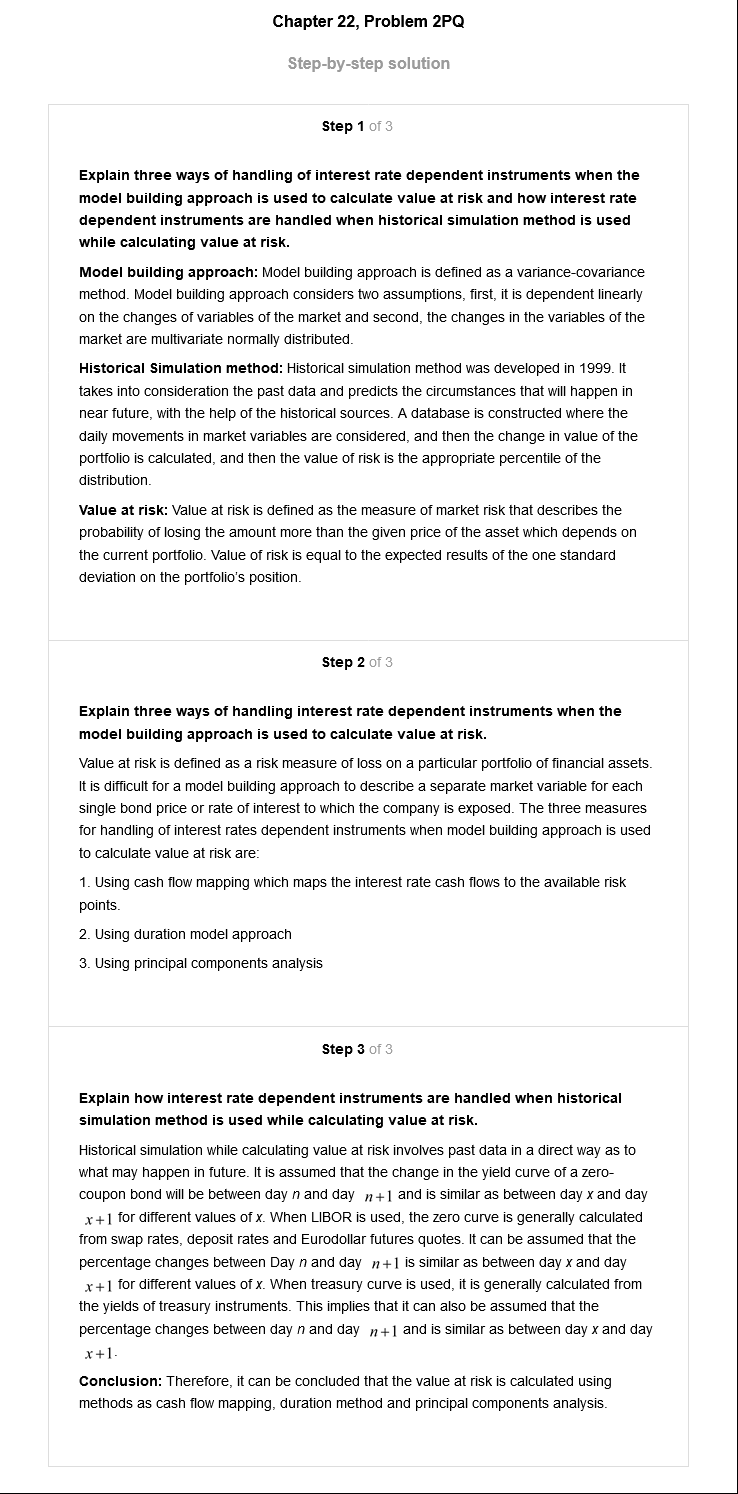 Chapter 22, Problem 2PQ
Step-by-step solution
Step 1 of 3
Explain three ways of handling of interest rate dependent instruments when the
model building approach is used to calculate value at risk and how interest rate
dependent instruments are handled when historical simulation method is used
while calculating value at risk.
Model building approach: Model building approach is defined as a variance-covariance
method. Model building approach considers two assumptions, first, it is dependent linearly
on the changes of variables of the market and second, the changes in the variables of the
market are multivariate normally distributed.
Historical Simulation method: Historical simulation method was developed in 1999. It
takes into consideration the past data and predicts the circumstances that will happen in
near future, with the help of the historical sources. A database is constructed where the
daily movements in market variables are considered, and then the change in value of the
portfolio is calculated, and then the value of risk is the appropriate percentile of the
distribution.
Value at risk: Value at risk is defined as the measure of market risk that describes the
probability of losing the amount more than the given price of the asset which depends on
the current portfolio. Value of risk is equal to the expected results of the one standard
deviation on the portfolio's position.
Step 2 of 3
Explain three ways of handling interest rate dependent instruments when the
model building approach is used to calculate value at risk.
Value at risk is defined as a risk measure of loss on a particular portfolio of financial assets.
It is difficult for a model building approach to describe a separate market variable for each
single bond price or rate of interest to which the company is exposed. The three measures
for handling of interest rates dependent instruments when model building approach is used
to calculate value at risk are:
1. Using cash flow mapping which maps the interest rate cash flows to the available risk
points.
2. Using duration model approach
3. Using principal components analysis
Step 3 of 3
Explain how interest rate dependent instruments are handled when historical
simulation method is used while calculating value at risk.
Historical simulation while calculating value at risk involves past data in a direct way as to
what may happen in future. It is assumed that the change in the yield curve of a zero-
coupon bond will be between day n and day n+1 and is similar as between day x and day
x+1 for different values of x. When LIBOR is used, the zero curve is generally calculated
from swap rates, deposit rates and Eurodollar futures quotes. It can be assumed that the
percentage changes between Day n and day n+1 is similar as between day x and day
x+1 for different values of x. When treasury curve is used, it is generally calculated from
the yields of treasury instruments. This implies that it can also be assumed that the
percentage changes between day n and day n+1 and is similar as between day x and day
x+1.
Conclusion: Therefore, it can be concluded that the value at risk is calculated using
methods as cash flow mapping, duration method and principal components analysis.